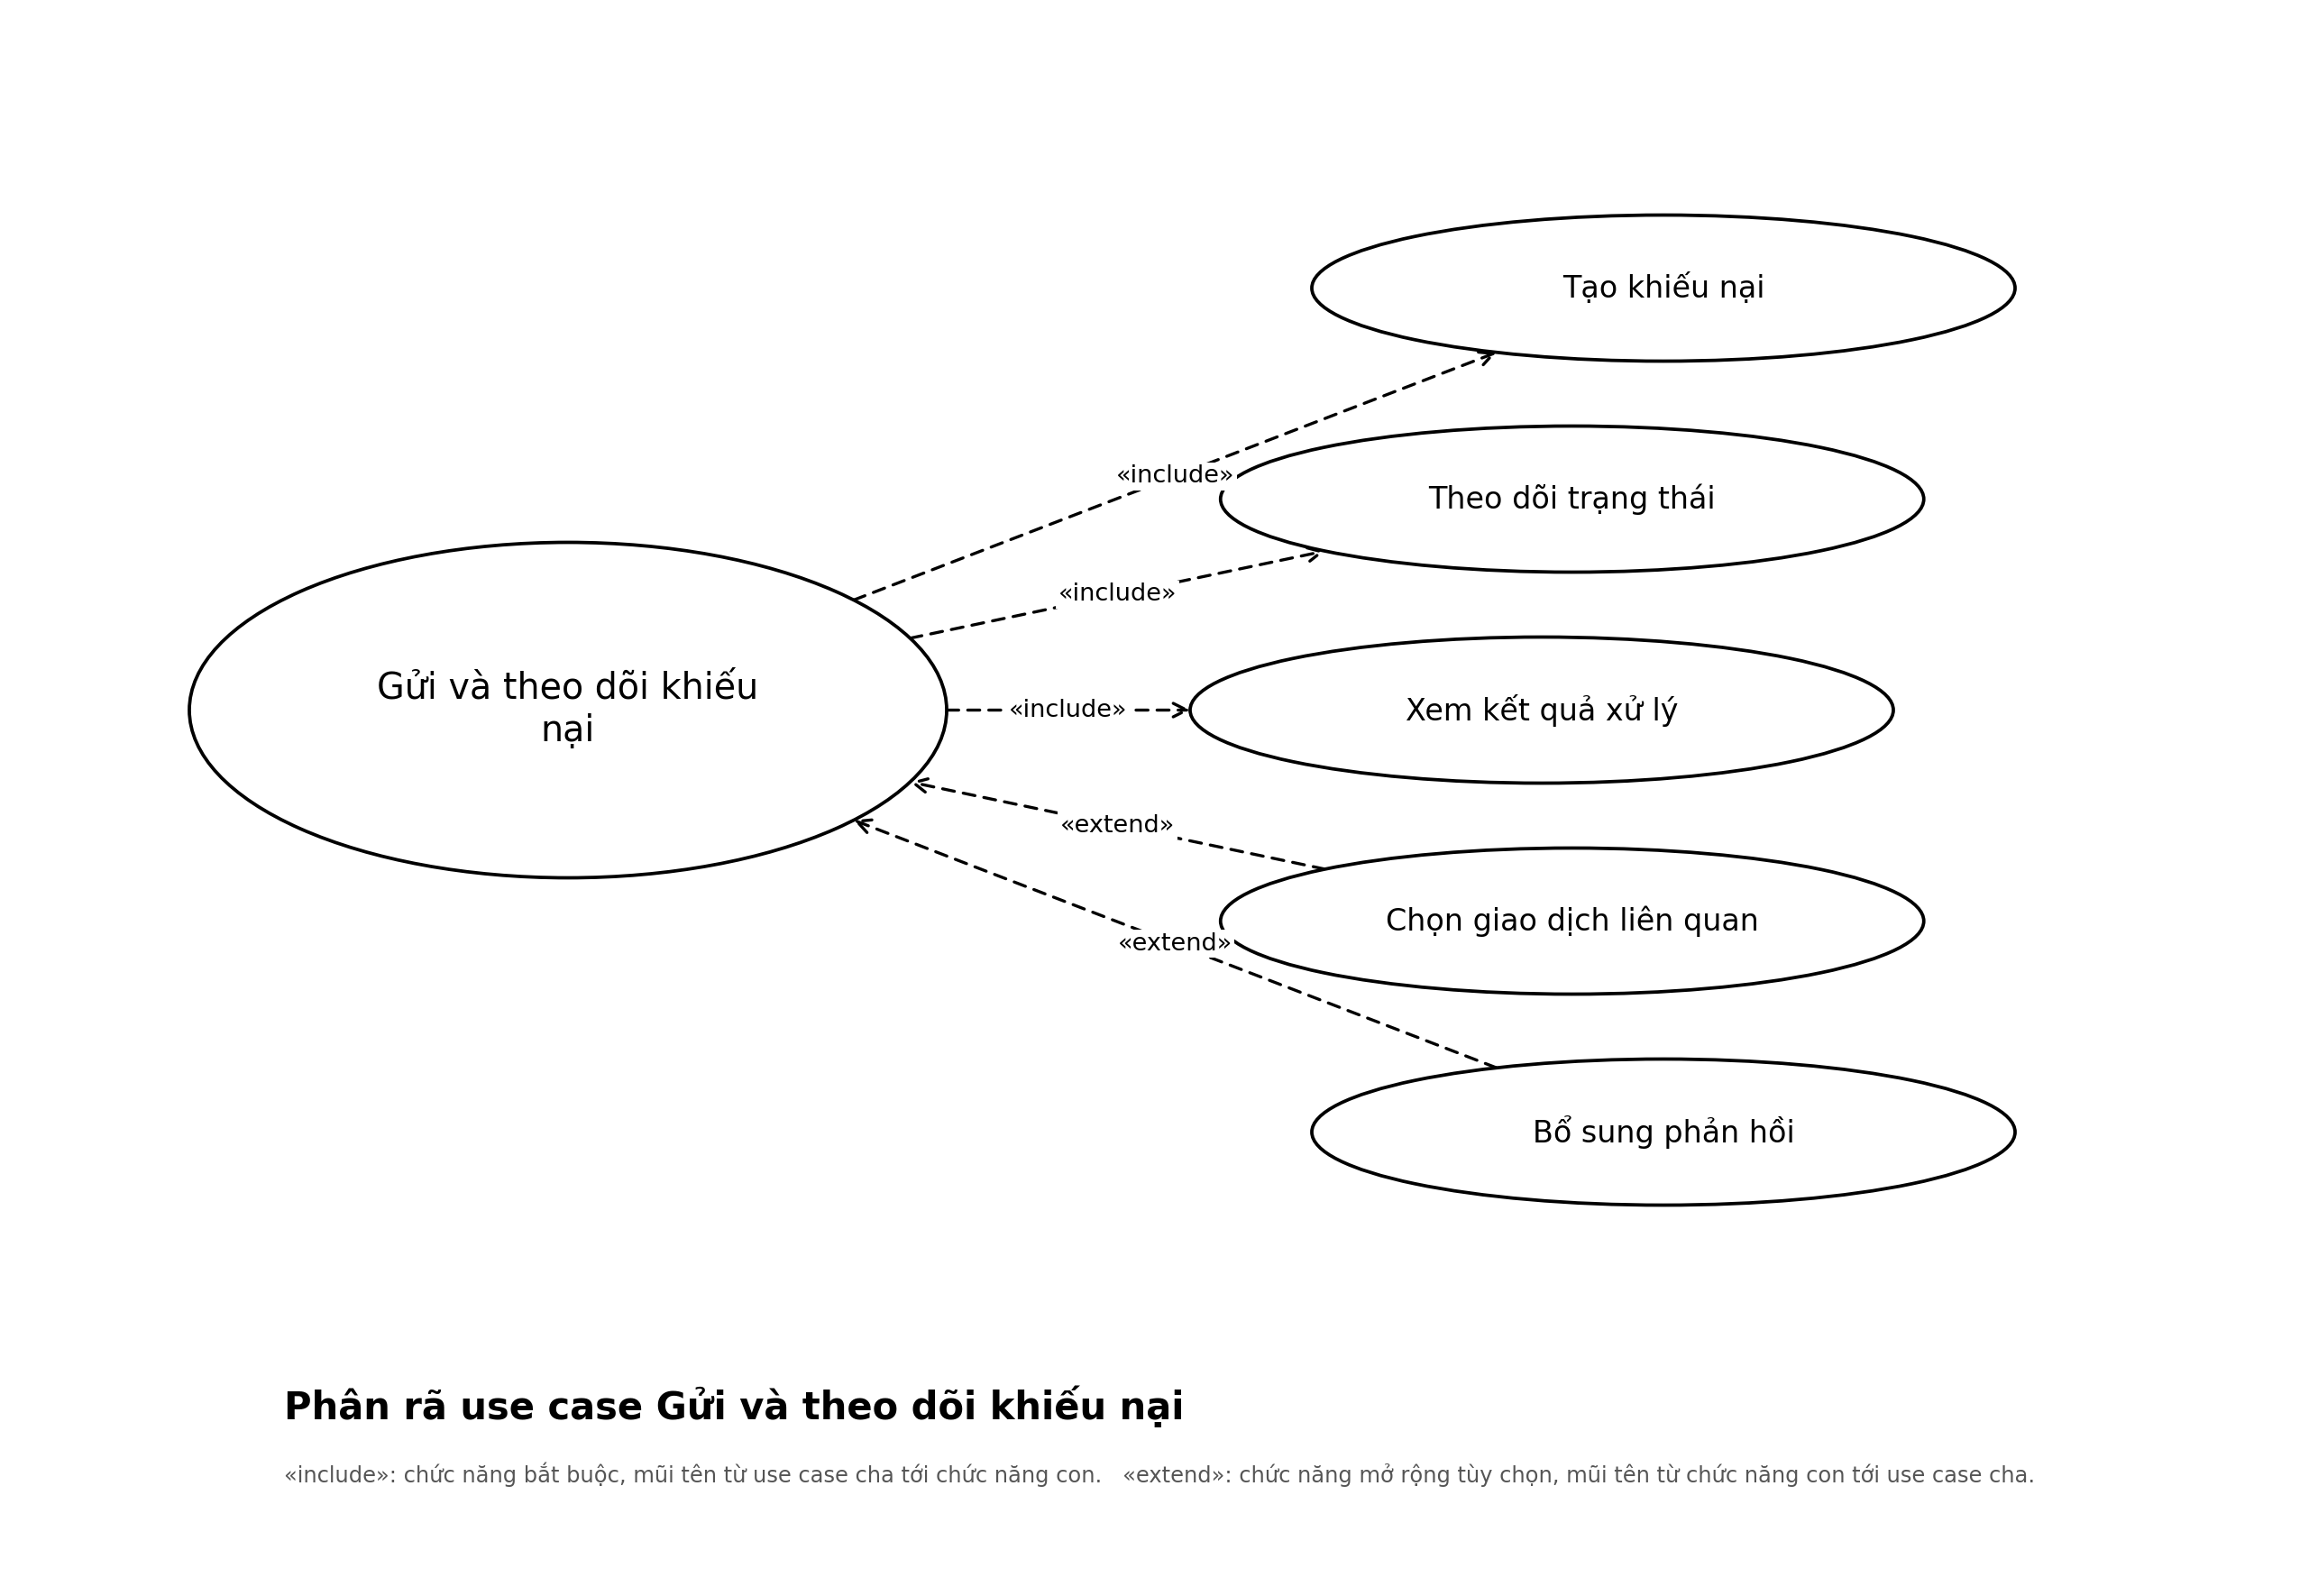 Tạo khiếu nại
«include»
Theo dõi trạng thái
«include»
Gửi và theo dõi khiếu
nại
«include»
Xem kết quả xử lý
«extend»
Chọn giao dịch liên quan
«extend»
Bổ sung phản hồi
Phân rã use case Gửi và theo dõi khiếu nại
«include»: chức năng bắt buộc, mũi tên từ use case cha tới chức năng con. «extend»: chức năng mở rộng tùy chọn, mũi tên từ chức năng con tới use case cha.